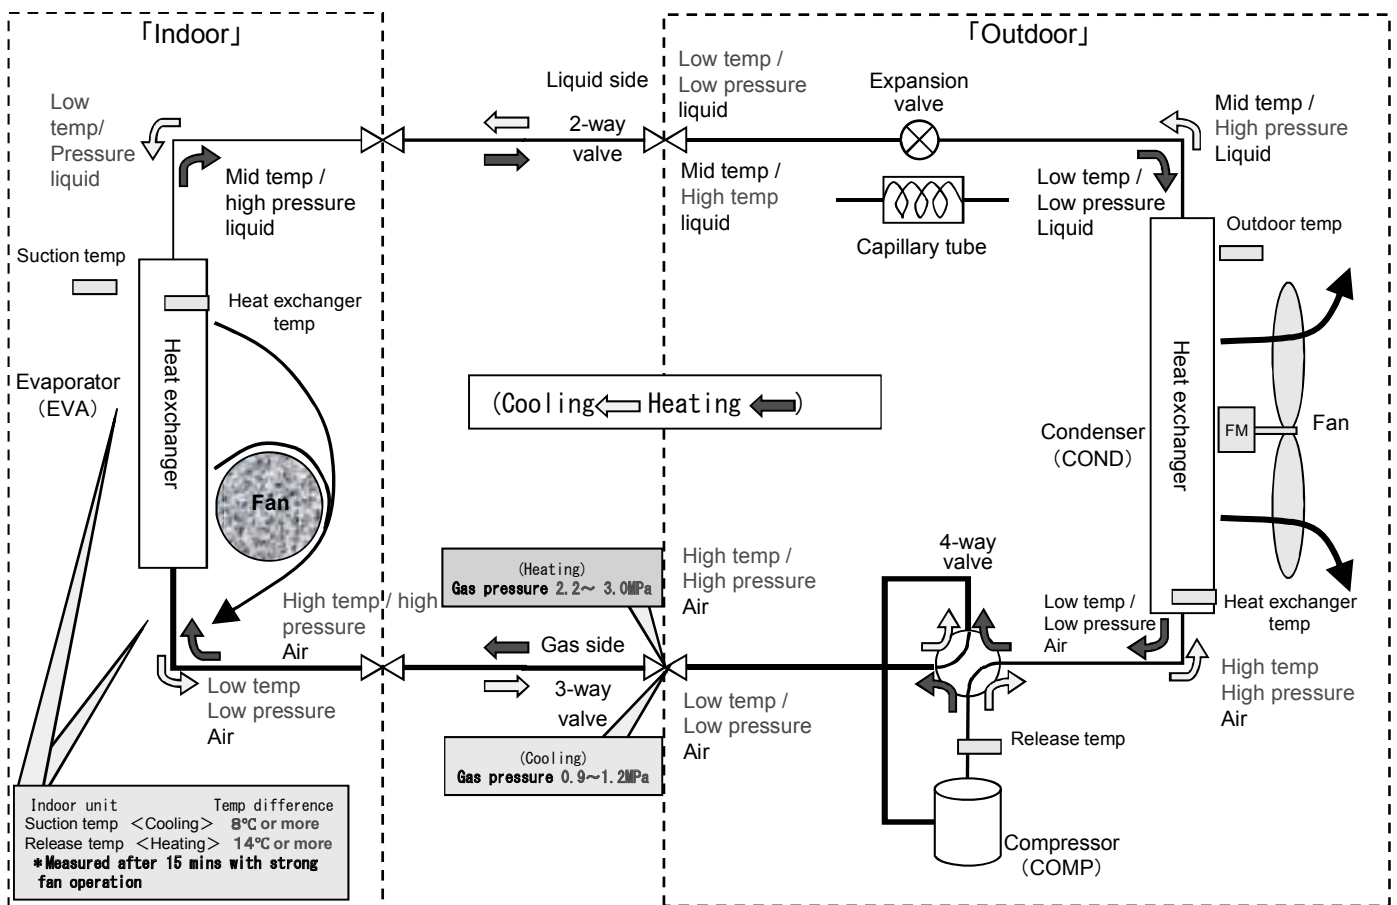 「Indoor」
「Outdoor」
Low
temp/
Pressure
liquid
Mid temp /
high pressure
liquid
Liquid side
2-way
valve
Low temp /
Low pressure
liquid
Mid temp /
High temp
liquid
Expansion
valve
Capillary tube
Mid temp /
High pressure
Liquid
Low temp /
Low pressure
Liquid
Suction temp
Heat exchanger
temp
Heat exchanger
Evaporator
(EVA)
Fan
(Cooling Heating )
Outdoor temp
Heat exchanger
Condenser
(COND)
FM
Fan
Heat exchanger
temp
High temp / high
pressure
Air
Low temp
Low pressure
Air
Gas side
3-way
valve
(Heating)
Gas pressure 2.2～ 3.0MPa
(Cooling)
Gas pressure 0.9～1.2MPa
High temp /
High pressure
Air
Low temp /
Low pressure
Air
4-way
valve
Low temp /
Low pressure
Air
High temp
High pressure
Air
Release temp
Compressor
(COMP)
Indoor unit Temp difference
Suction temp ＜Cooling＞ 8℃ or more
Release temp ＜Heating＞ 14℃ or more
*Measured after 15 mins with strong
fan operation